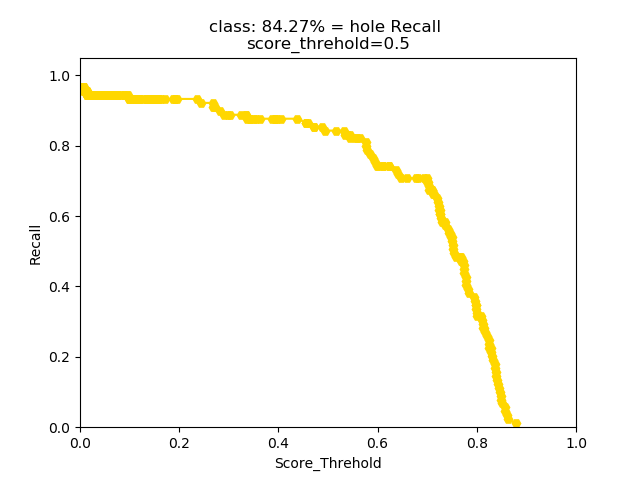 class: 84.27% = hole Recall
score_threhold=0.5
Recall
1.0
0.8
0.6
0.4
0.2
0.0
0.0 0.2 0.4 0.6 0.8 1.0
Score_Threhold